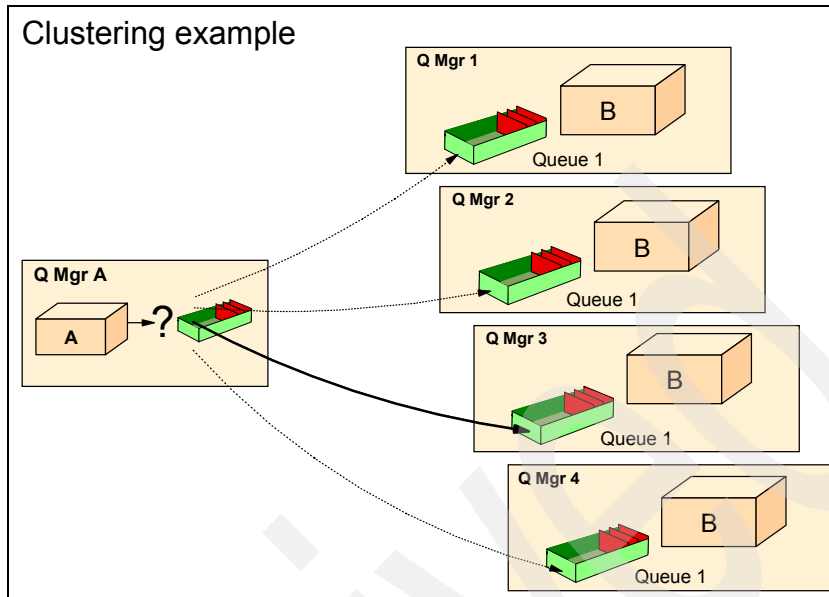 Clustering example
Q Mgr 1
B
Queue 1
Q Mgr 2
B
Queue 1
Q Mgr A
A
?
Q Mgr 3
B
Queue 1
Q Mgr 4
B
Queue 1